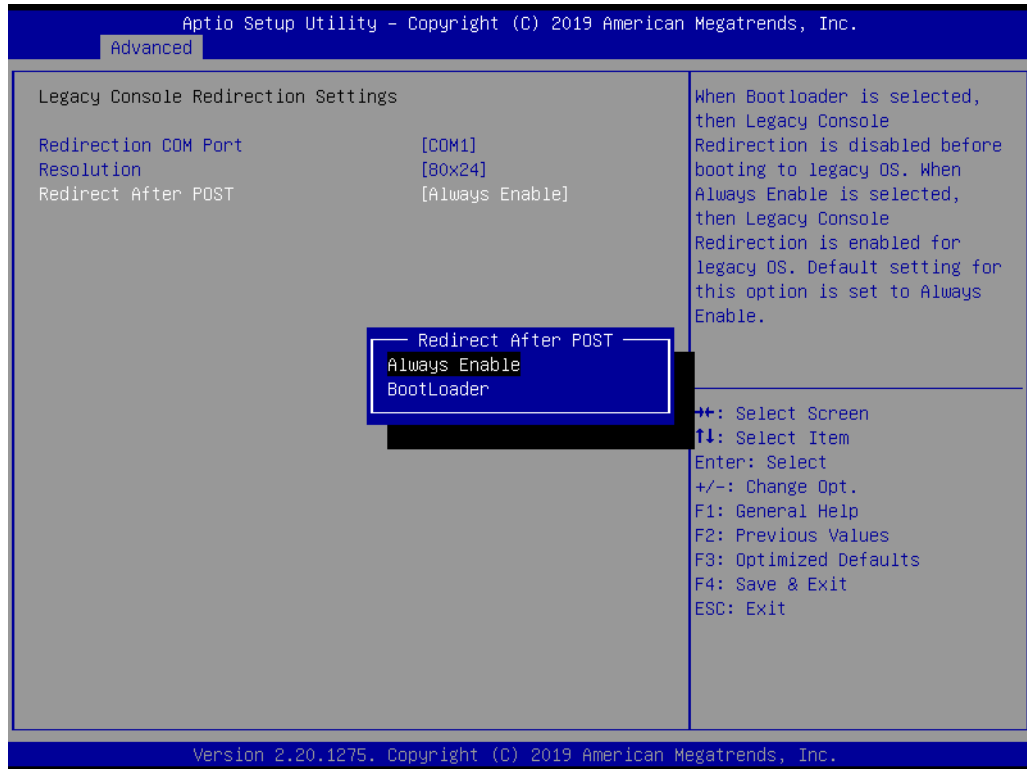 Aptio Setup Utility – Copyright (C) 2019 American Megatrends, Inc.
Advanced
Legacy Console Redirection Settings
Redirection COM Port [COM1]
Resolution [80x24]
Redirect After POST [Always Enable]
Redirect After POST
Always Enable
BootLoader
When Bootloader is selected,
then Legacy Console
Redirection is disabled before
booting to legacy OS. When
Always Enable is selected,
then Legacy Console
Redirection is enabled for
legacy OS. Default setting for
this option is set to Always
Enable.
→←: Select Screen
↑↓: Select Item
Enter: Select
+/-: Change Opt.
F1: General Help
F2: Previous Values
F3: Optimized Defaults
F4: Save & Exit
ESC: Exit
Version 2.20.1275. Copyright (C) 2019 American Megatrends, Inc.